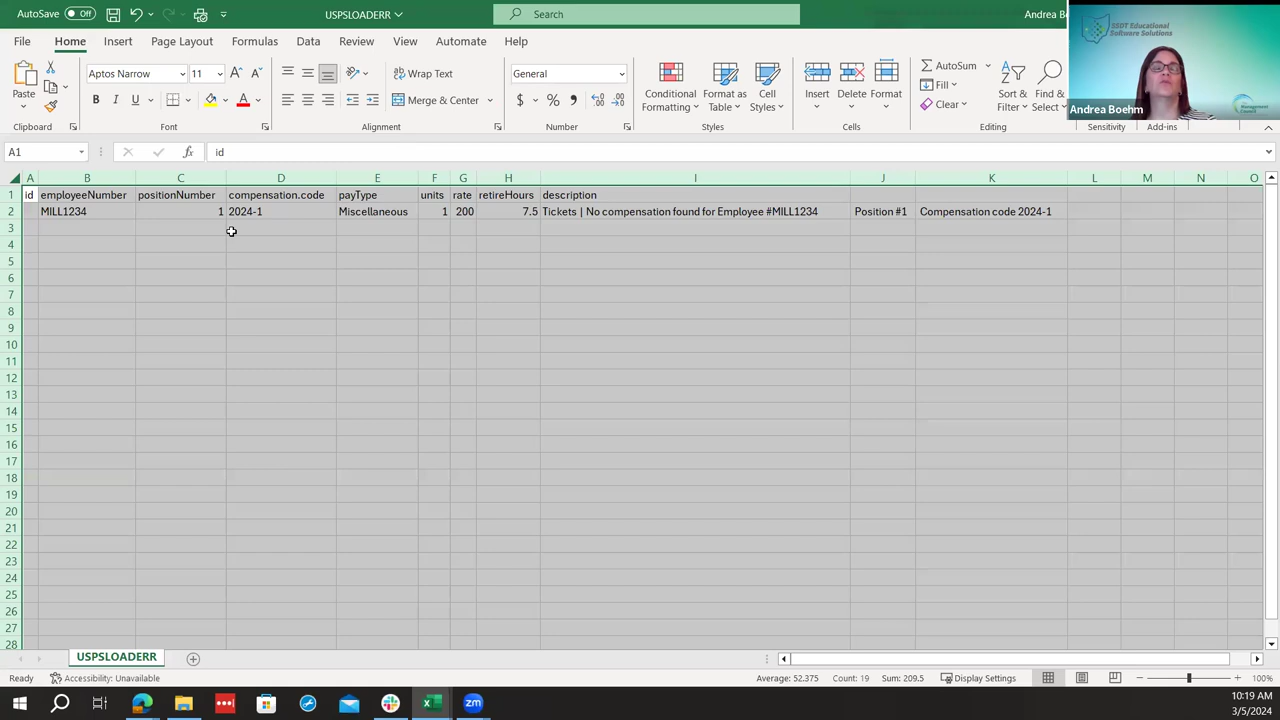 AutoSave Off USPSLOADERR Search Andrea Bo
SSDT Educational
Software Solutions
File Home Insert Page Layout Formulas Data Review View Automate Help
Aptos Narrow 11 Wrap Text General AutoSum
Paste B I U Merge & Center $ % Conditional Formatting Format as Table Cell Styles Insert Delete Format Fill Clear Sort & Filter Find & Select
Andrea Boehm
Management
Council
Clipboard Font Alignment Number Styles Cells Editing Sensitivity Add-ins
A1 fx id
A B C D E F G H I J K L M N O
1 id employeeNumber positionNumber compensation.code payType units rate retireHours description
2 MILL1234 1 2024-1 Miscellaneous 1 200 7.5 Tickets | No compensation found for Employee #MILL1234 Position #1 Compensation code 2024-1
3
4
5
6
7
8
9
10
11
12
13
14
15
16
17
18
19
20
21
22
23
24
25
26
27
28
USPSLOADERR
Ready Accessibility: Unavailable Average: 52.375 Count: 19 Sum: 209.5 Display Settings 100%
10:19 AM
3/5/2024